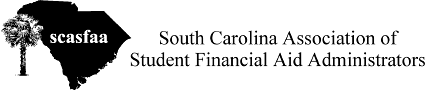 scasfaa
South Carolina Association of
Student Financial Aid Administrators